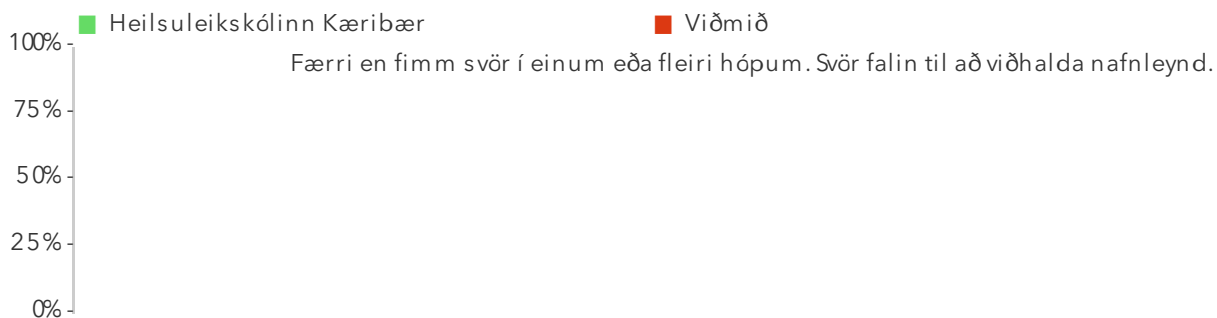 Heilsuleikskólinn Kæribær Viðmið
100%
Færri en fimm svör í einum eða fleiri hópum. Svör falin til að viðhalda nafnleynd.
75%
50%
25%
0%